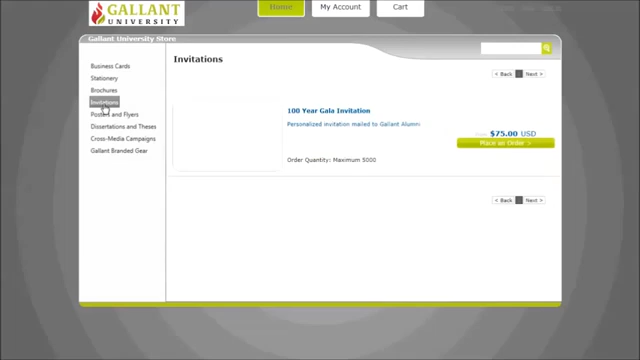 GALLANT
UNIVERSITY
Home
My Account
Cart
Gallant University Store
Business Cards
Stationery
Brochures
Invitations
Posters and Flyers
Dissertations and Theses
Cross-Media Campaigns
Gallant Branded Gear
Invitations
< Back Next >
100 Year Gala Invitation
Personalized invitation mailed to Gallant Alumni
$75.00 USD
Place an Order >
Order Quantity: Maximum 5000
< Back Next >